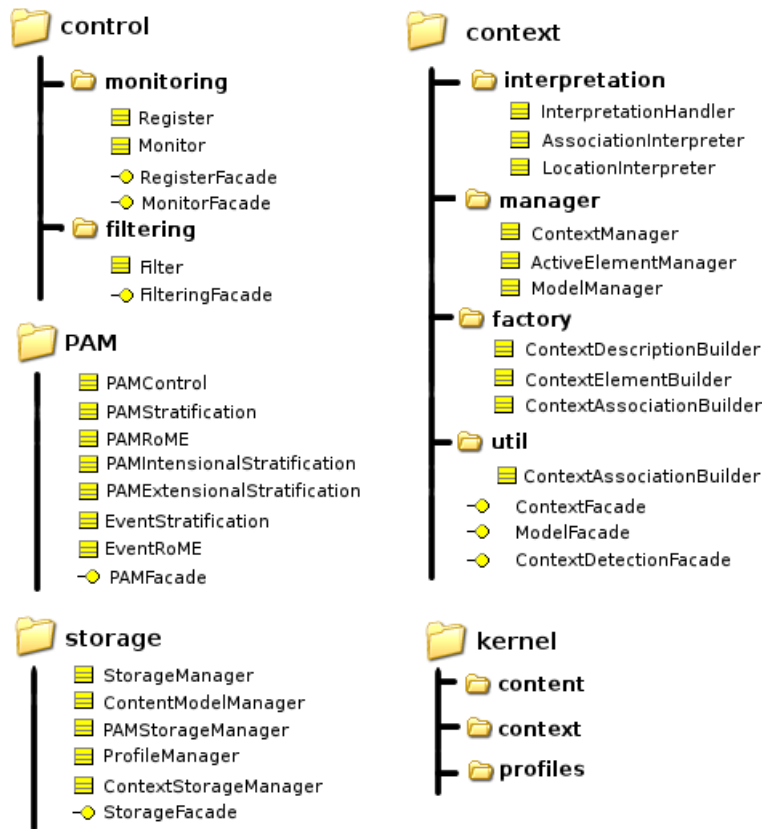 control
monitoring
Register
Monitor
RegisterFacade
MonitorFacade
filtering
Filter
FilteringFacade
PAM
PAMControl
PAMStratification
PAMRoME
PAMIntensionalStratification
PAMExtensionalStratification
EventStratification
EventRoME
PAMFacade
storage
StorageManager
ContentModelManager
PAMStorageManager
ProfileManager
ContextStorageManager
StorageFacade
context
interpretation
InterpretationHandler
AssociationInterpreter
LocationInterpreter
manager
ContextManager
ActiveElementManager
ModelManager
factory
ContextDescriptionBuilder
ContextElementBuilder
ContextAssociationBuilder
util
ContextAssociationBuilder
ContextFacade
ModelFacade
ContextDetectionFacade
kernel
content
context
profiles